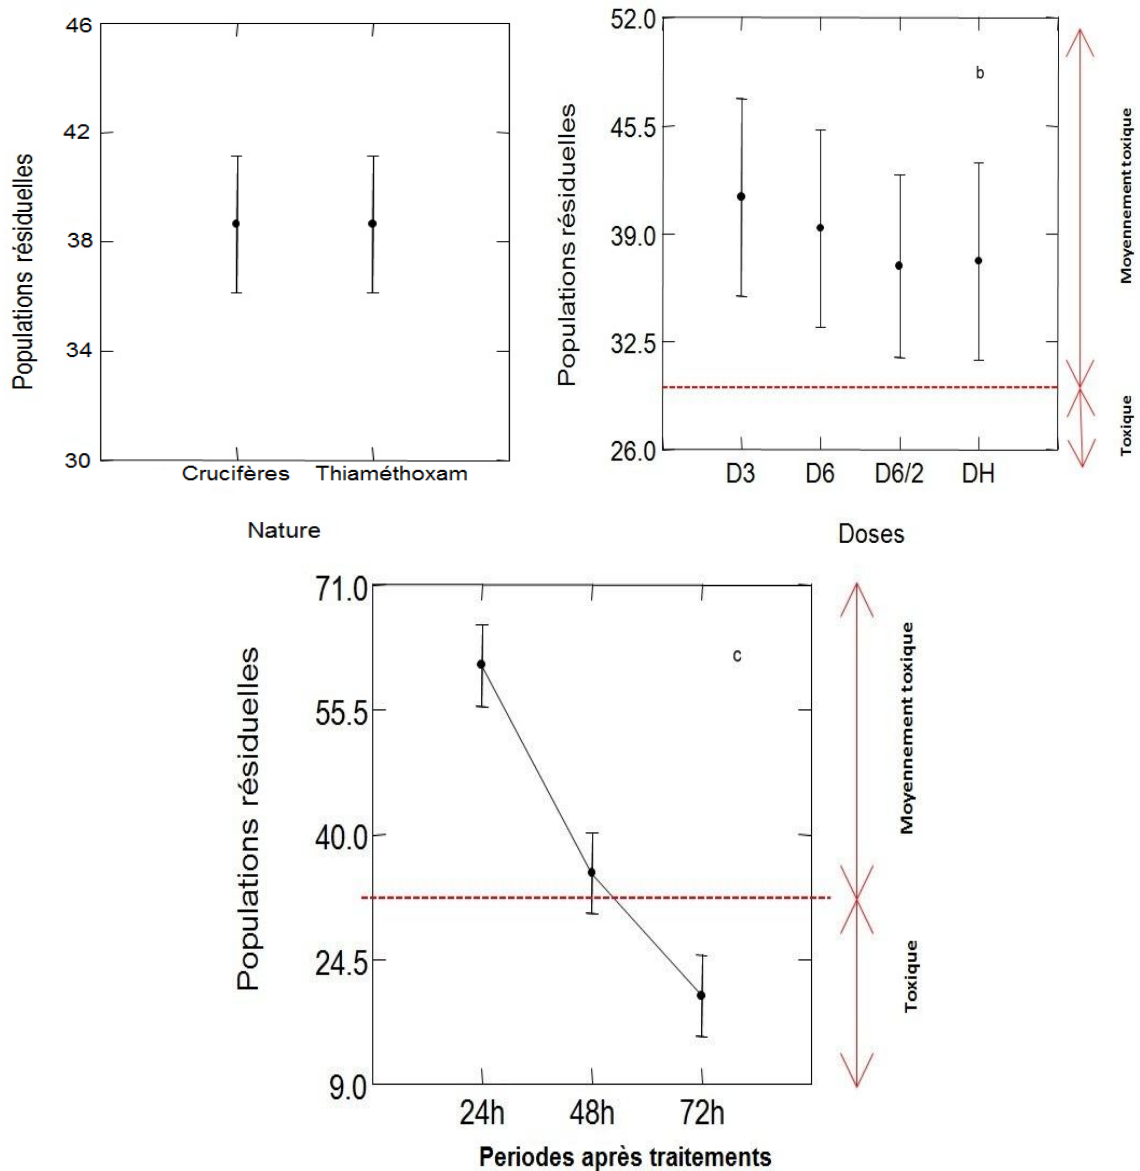 Populations résiduelles
46
42
38
34
30
Crucifères Thiaméthoxam
Nature
Populations résiduelles
52.0
45.5
39.0
32.5
26.0
b
D3 D6 D6/2 DH
Doses
Moyennement toxique
Toxique
Populations résiduelles
71.0
55.5
40.0
24.5
9.0
c
24h 48h 72h
Periodes après traitements
Moyennement toxique
Toxique